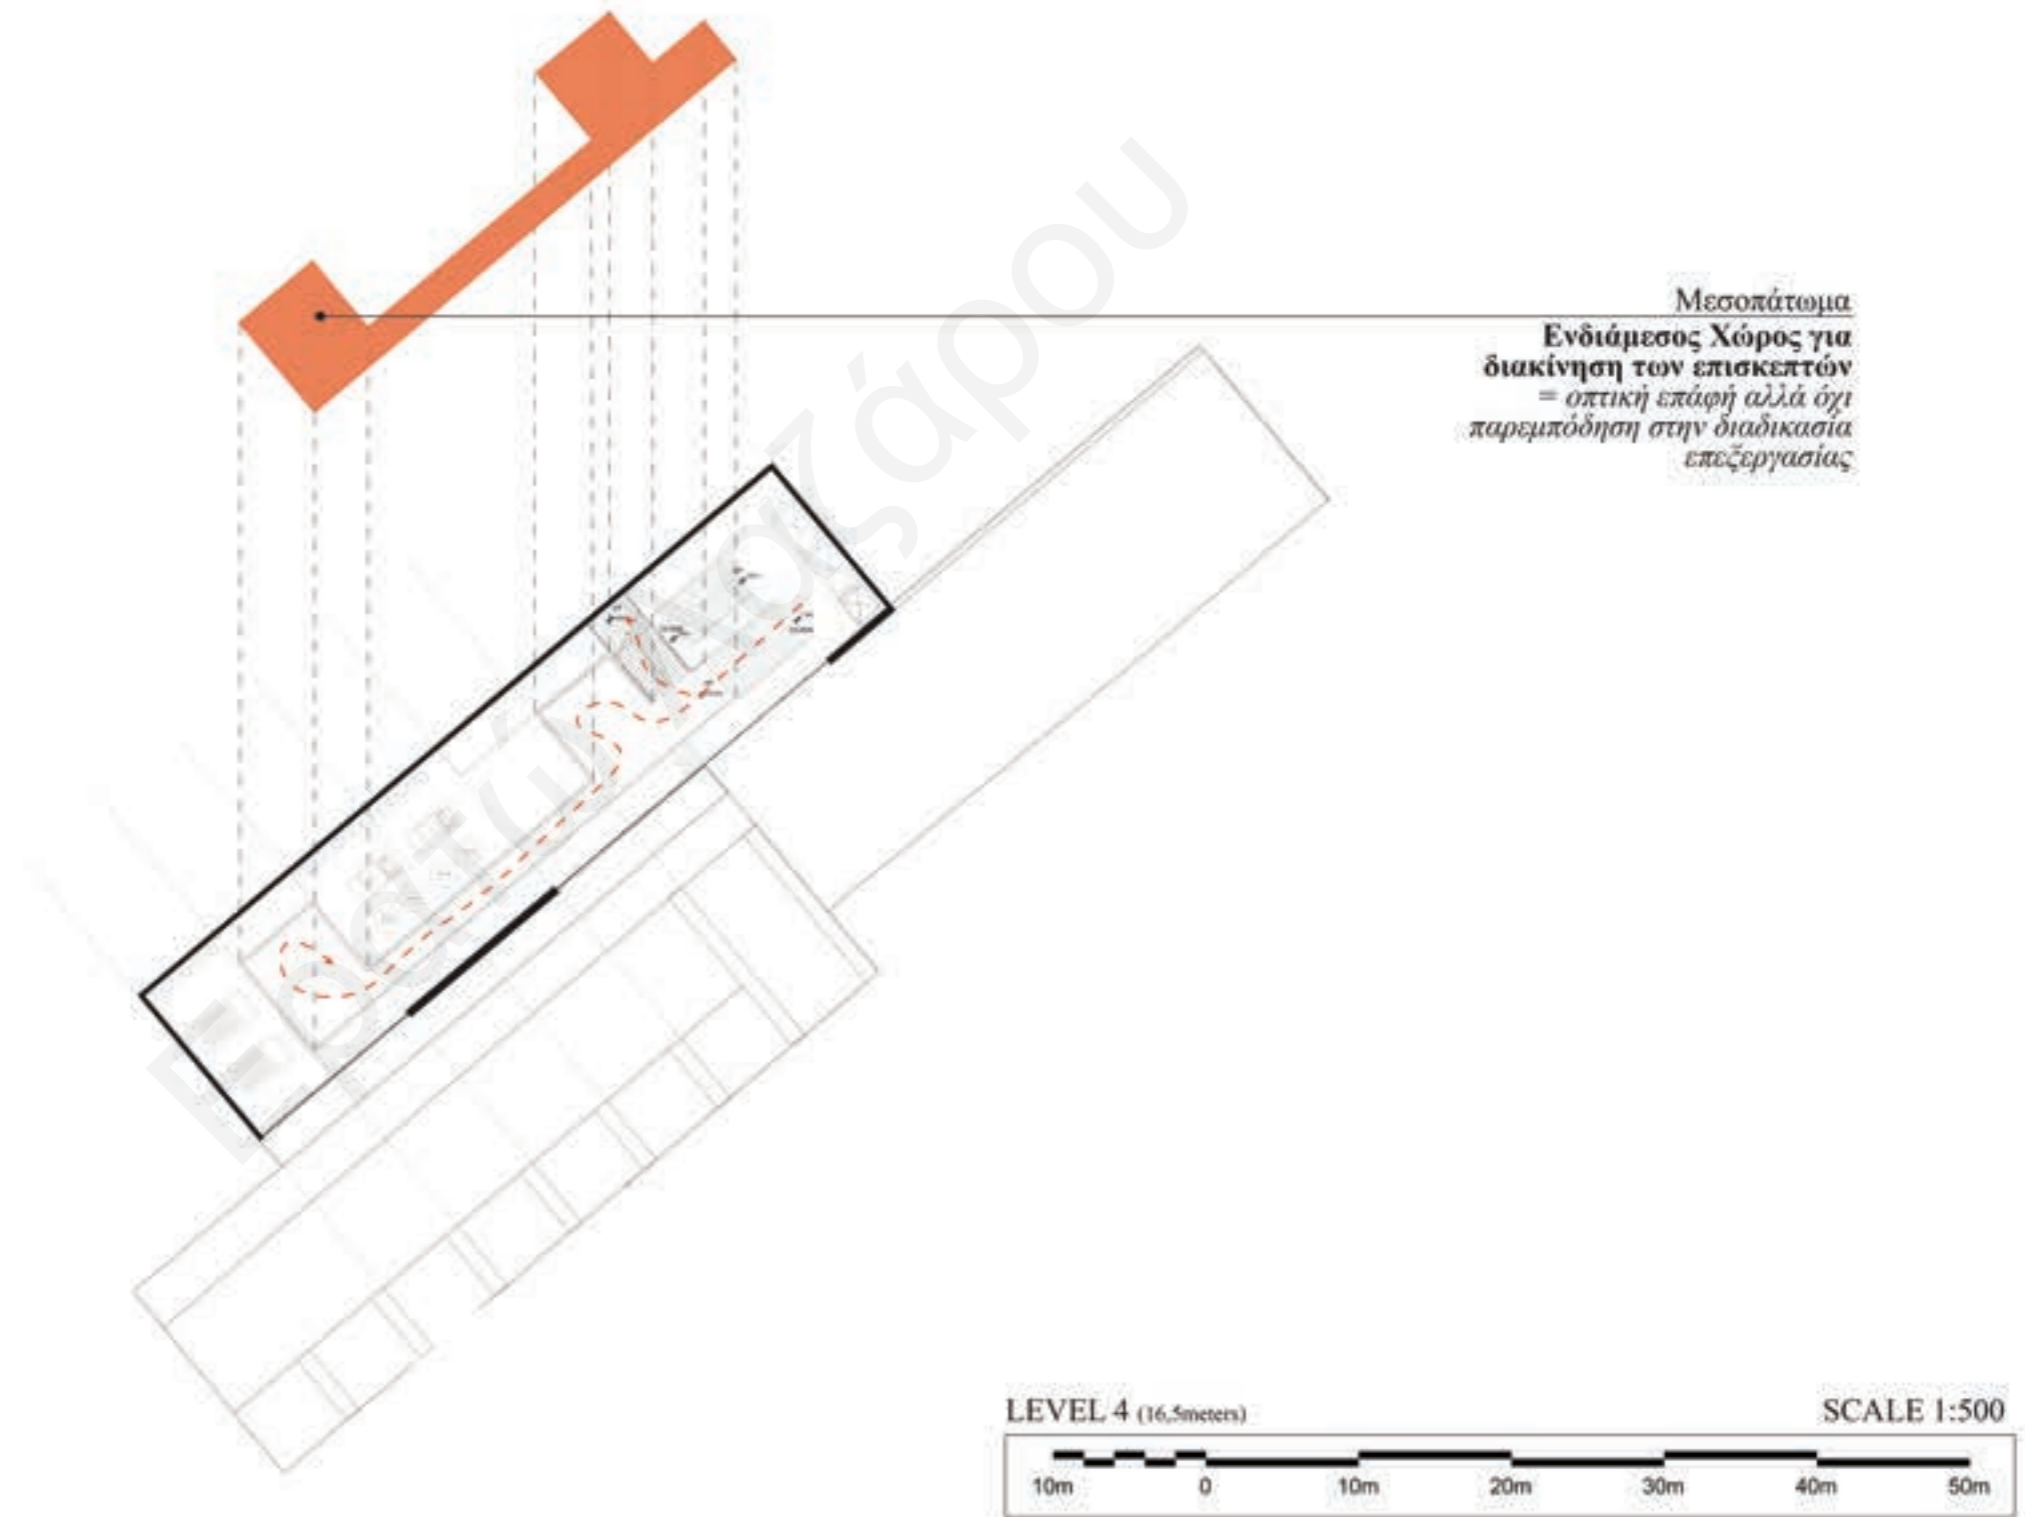 Μεσοπάτωμα
Ενδιάμεσος Χώρος για
διακίνηση των επισκεπτών
= οπτική επάφή αλλά όχι
παρεμπόδηση στην διαδικασία
επεξεργασίας
LEVEL 4 (16,5meters)
SCALE 1:500
10m 0 10m 20m 30m 40m 50m